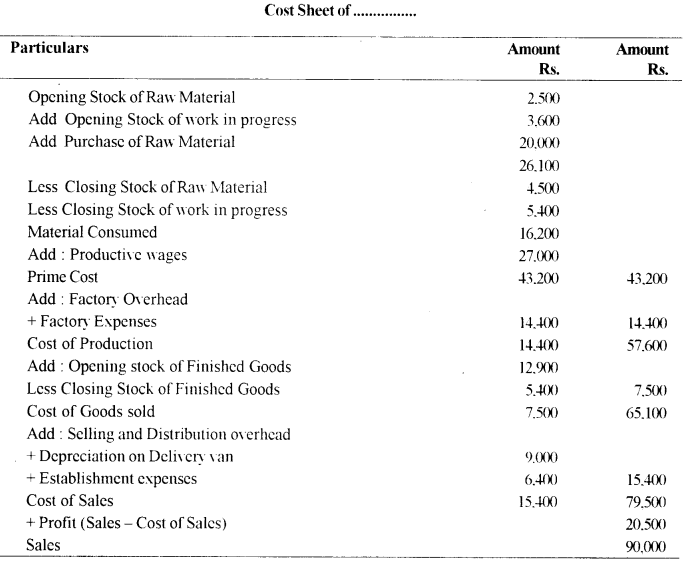 Cost Sheet of ................
Particulars Amount Amount
Rs. Rs.
Opening Stock of Raw Material 2.500
Add Opening Stock of work in progress 3,600
Add Purchase of Raw Material 20,000
26,100
Less Closing Stock of Raw Material 4.500
Less Closing Stock of work in progress 5,400
Material Consumed 16,200
Add : Productive wages 27,000
Prime Cost 43,200 43,200
Add : Factory Overhead
+ Factory Expenses 14,400 14,400
Cost of Production 14,400 57,600
Add : Opening stock of Finished Goods 12,900
Less Closing Stock of Finished Goods 5,400 7,500
Cost of Goods sold 7,500 65,100
Add : Selling and Distribution overhead
+ Depreciation on Delivery van 9,000
+ Establishment expenses 6,400 15,400
Cost of Sales 15,400 79,500
+ Profit (Sales – Cost of Sales) 20,500
Sales 90,000